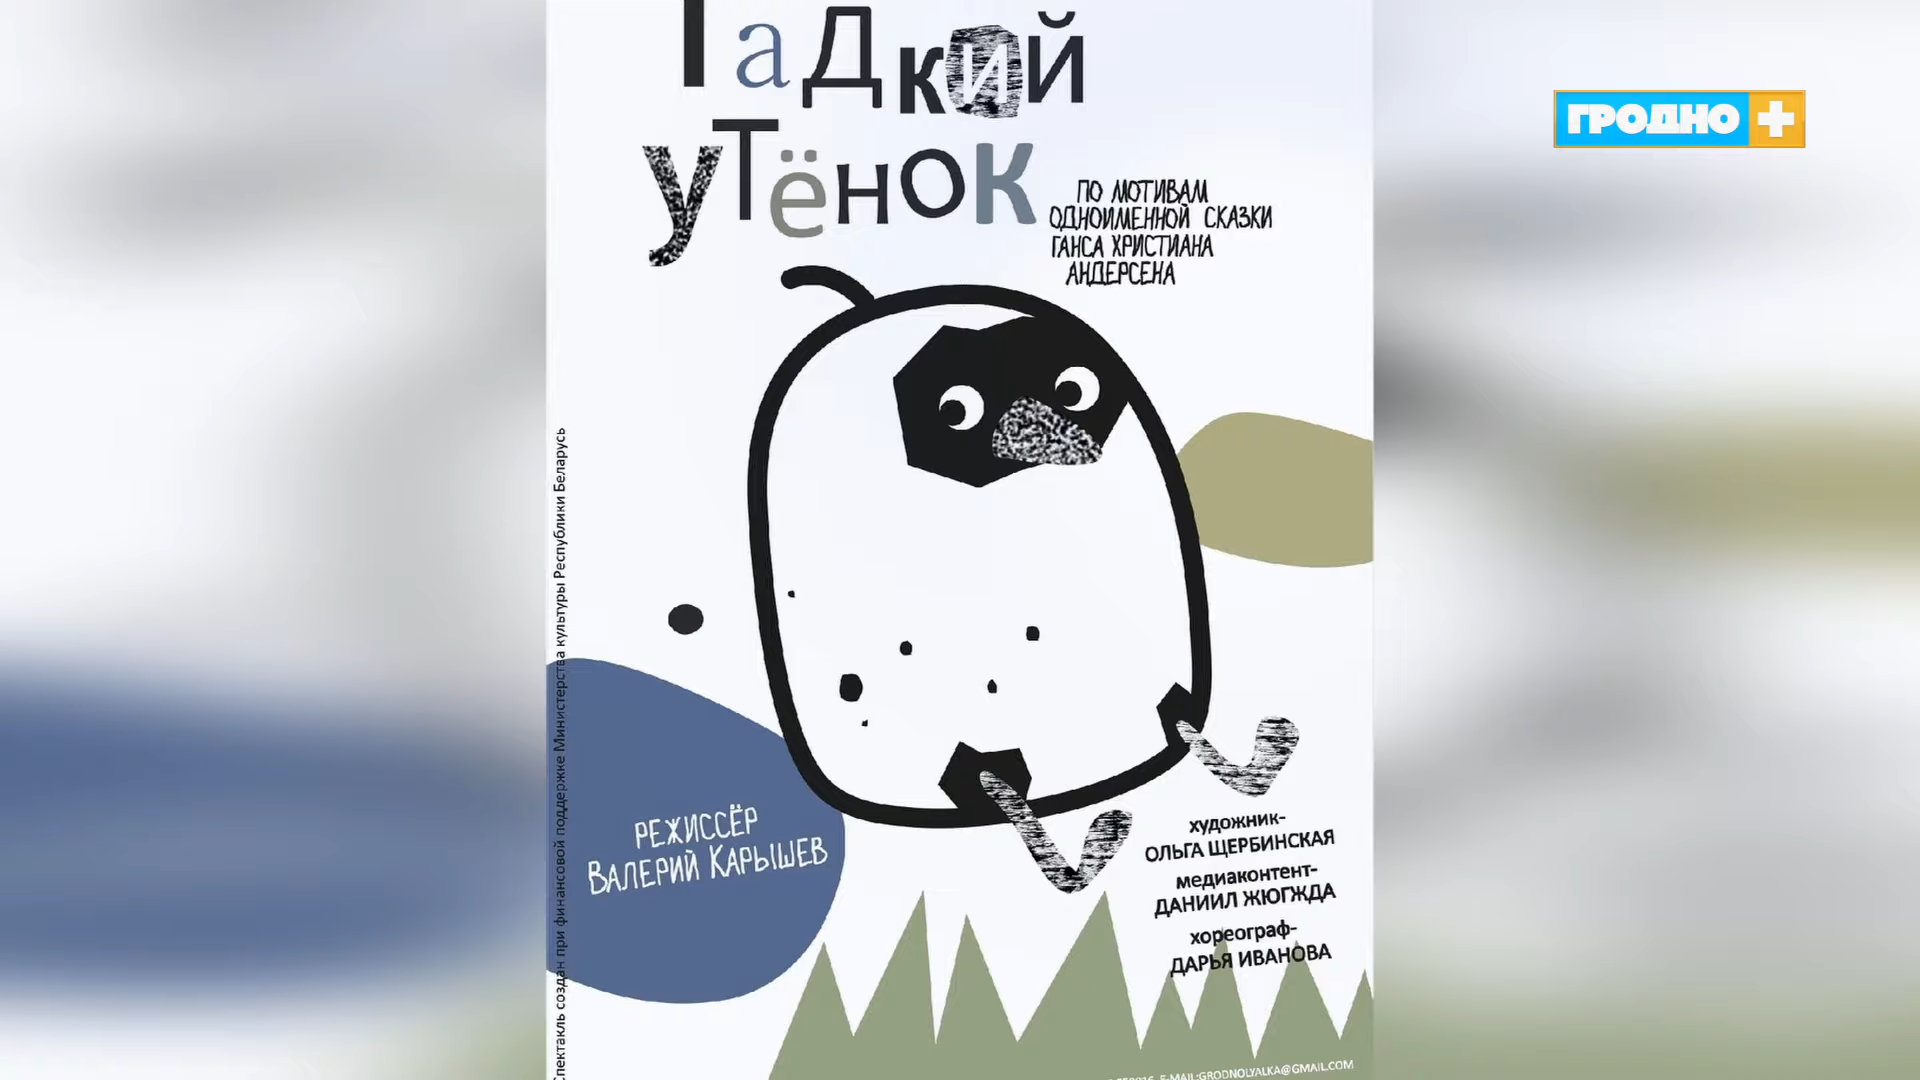 Гадкий
утёнок
ПО МОТИВАМ
ОДНОИМЕННОЙ СКАЗКИ
ГАНСА ХРИСТИАНА
АНДЕРСЕНА
ГРОДНО +
Спектакль создан при финансовой поддержке Министерства культуры Республики Беларусь
РЕЖИССЁР
ВАЛЕРИЙ КАРЫШЕВ
художник-
ОЛЬГА ЩЕРБИНСКАЯ
медиаконтент-
ДАНИИЛ ЖЮГЖДА
хореограф-
ДАРЬЯ ИВАНОВА
E-MAIL:GRODNOLYALKA@GMAIL.COM